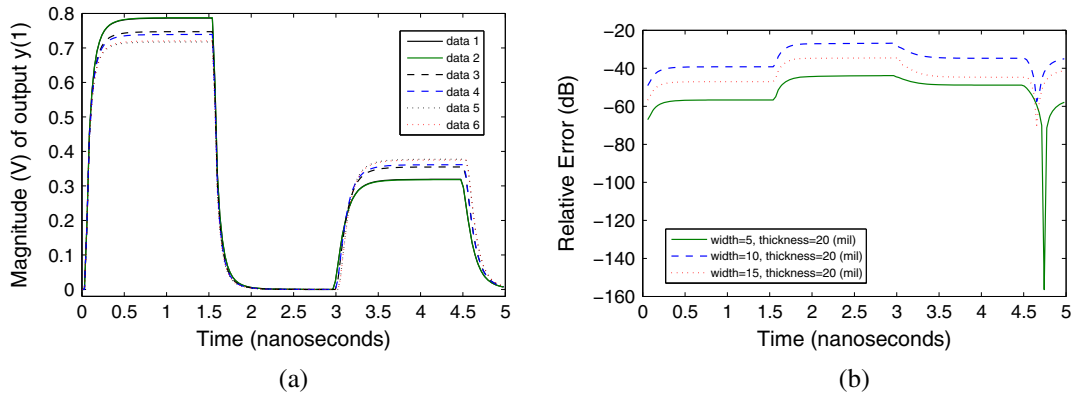 0.8
0.7
0.6
0.5
0.4
0.3
0.2
0.1
0
Magnitude (V) of output y(1)
data 1
data 2
data 3
data 4
data 5
data 6
0 0.5 1 1.5 2 2.5 3 3.5 4 4.5 5
Time (nanoseconds)
(a)
−20
−40
−60
−80
−100
−120
−140
−160
Relative Error (dB)
width=5, thickness=20 (mil)
width=10, thickness=20 (mil)
width=15, thickness=20 (mil)
0 0.5 1 1.5 2 2.5 3 3.5 4 4.5 5
Time (nanoseconds)
(b)